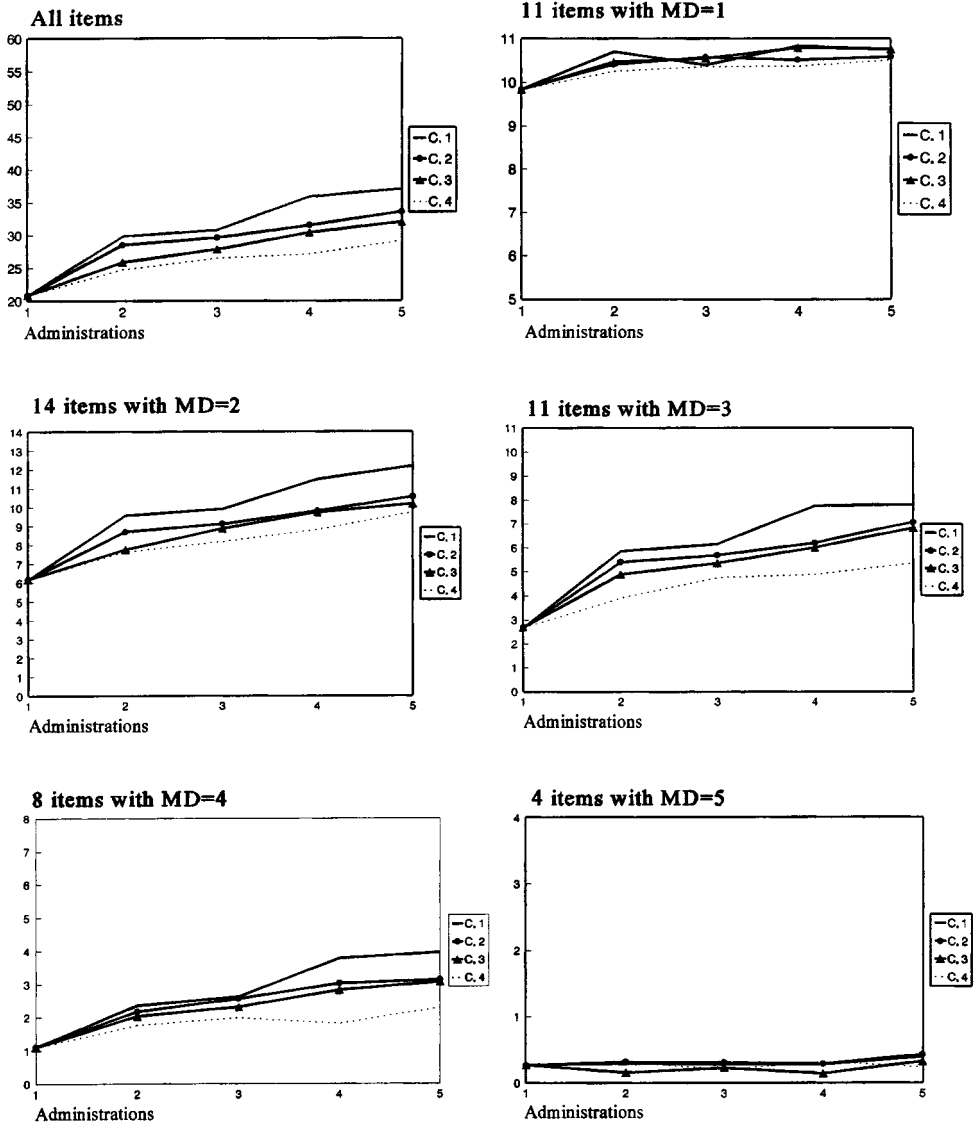 All items
60
55
50
45
40
35
30
25
20
1 2 3 4 5
Administrations
C. 1
C. 2
C. 3
C. 4
11 items with MD=1
11
10
9
8
7
6
5
1 2 3 4 5
Administrations
C. 1
C. 2
C. 3
C. 4
14 items with MD=2
14
13
12
11
10
9
8
7
6
5
4
3
2
1
0
1 2 3 4 5
Administrations
C. 1
C. 2
C. 3
C. 4
11 items with MD=3
11
10
9
8
7
6
5
4
3
2
1
0
1 2 3 4 5
Administrations
C. 1
C. 2
C. 3
C. 4
8 items with MD=4
8
7
6
5
4
3
2
1
0
1 2 3 4 5
Administrations
C. 1
C. 2
C. 3
C. 4
4 items with MD=5
4
3
2
1
0
1 2 3 4 5
Administrations
C. 1
C. 2
C. 3
C. 4